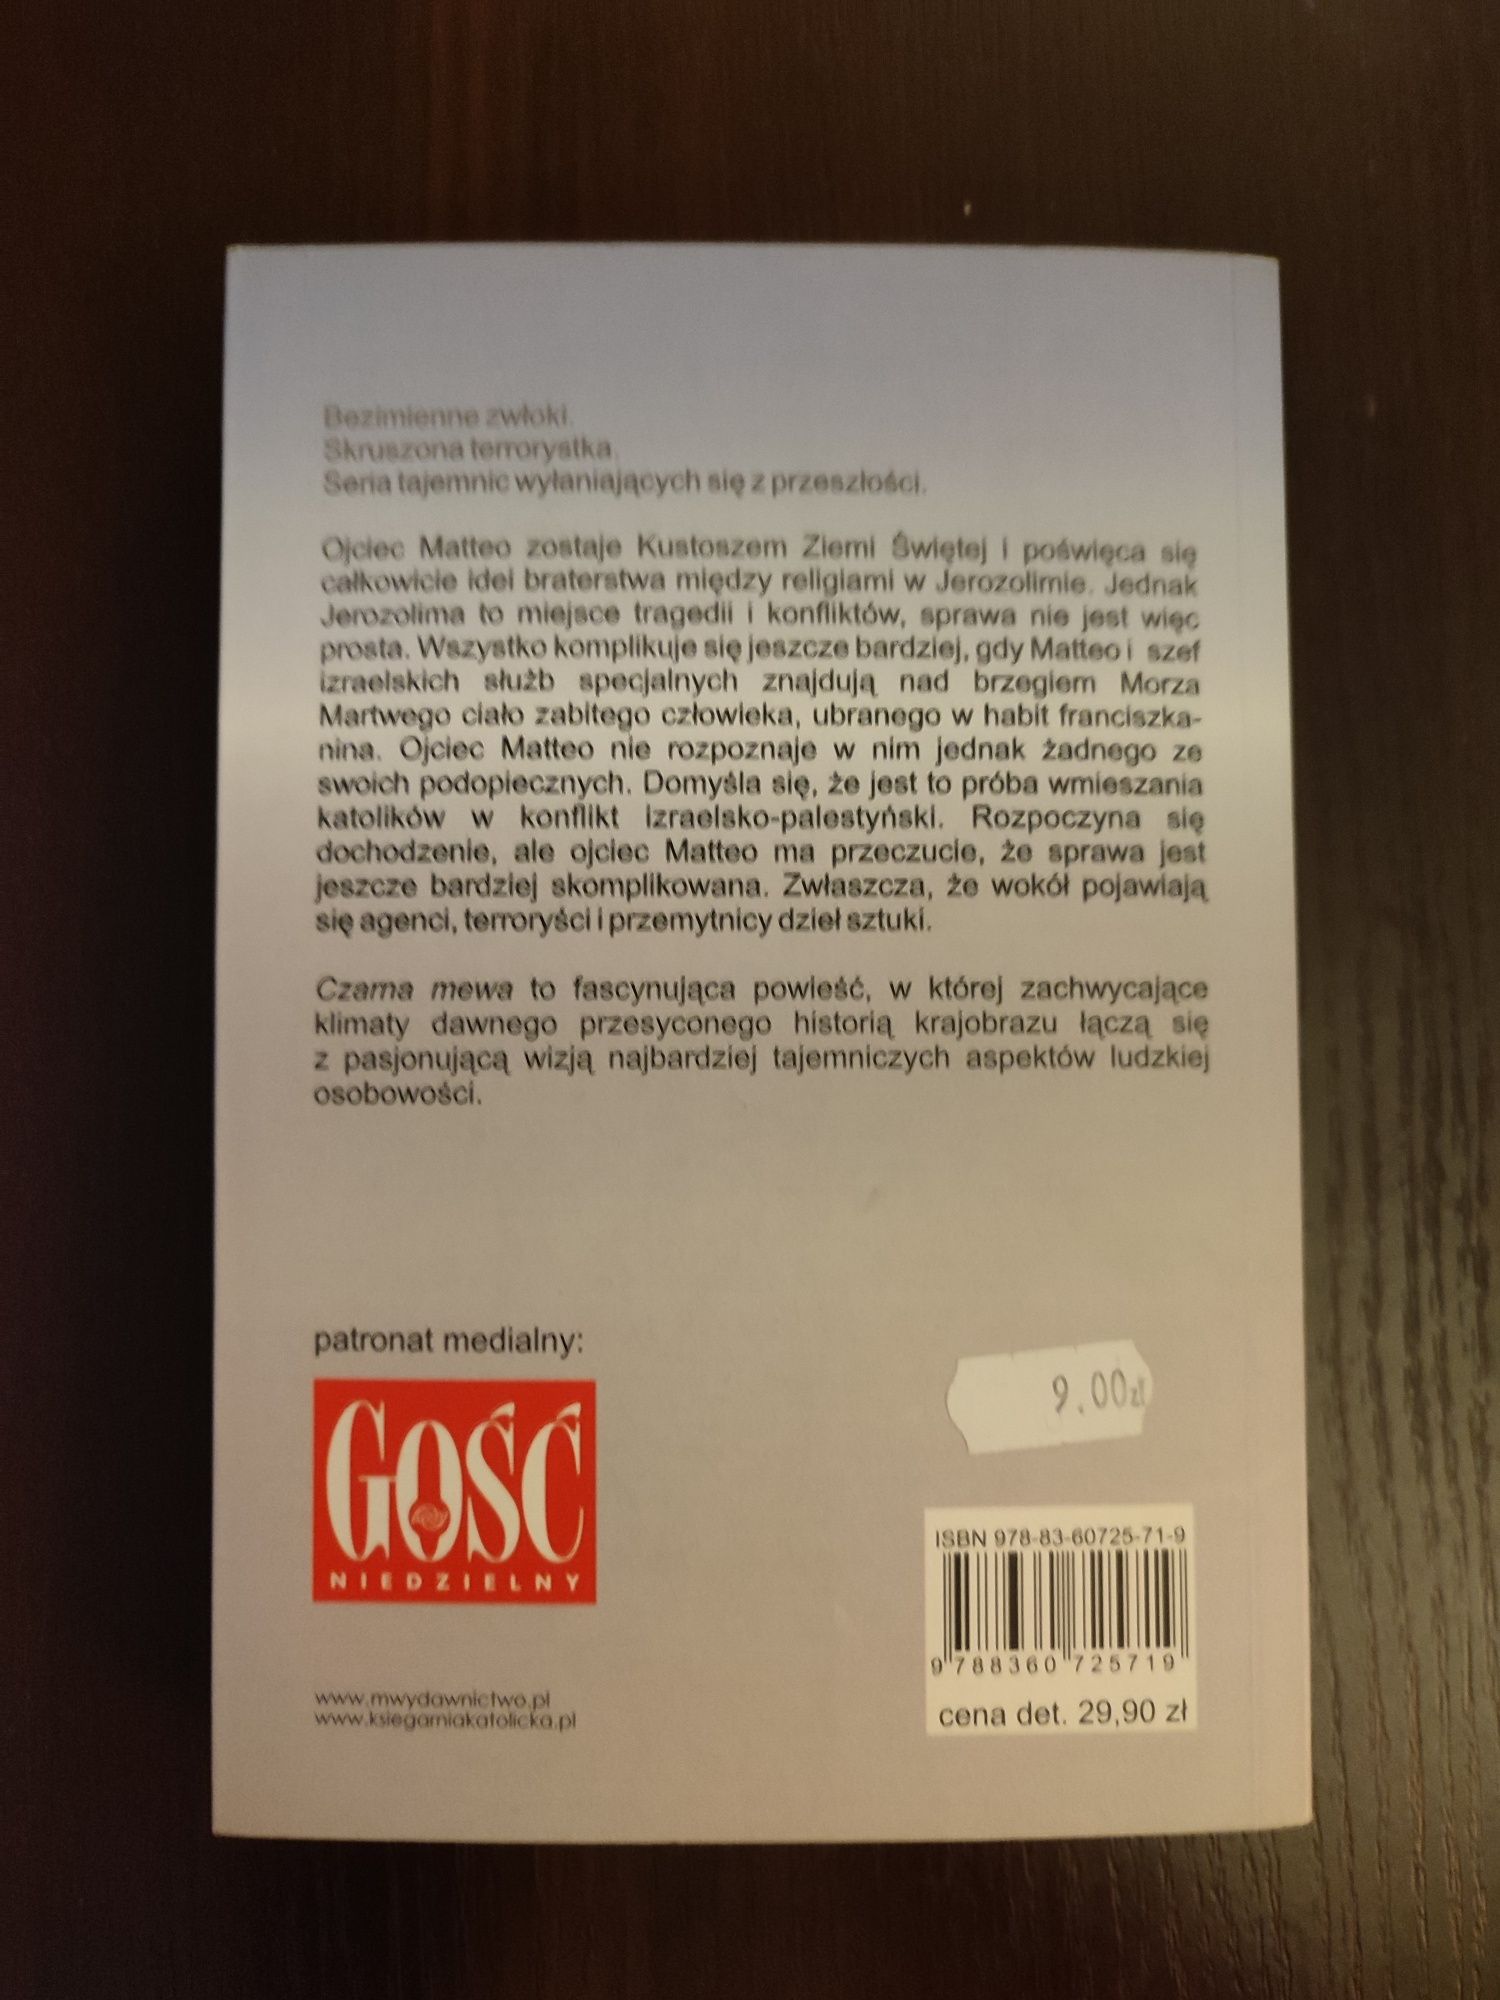 Bezimienne zwłoki.
Skruszona terrorystka.
Seria tajemnic wyłaniających się z przeszłości.
Ojciec Matteo zostaje Kustoszem Ziemi Świętej i poświęca się
całkowicie idei braterstwa między religiami w Jerozolimie. Jednak
Jerozolima to miejsce tragedii i konfliktów, sprawa nie jest więc
prosta. Wszystko komplikuje się jeszcze bardziej, gdy Matteo i szef
izraelskich służb specjalnych znajdują nad brzegiem Morza
Martwego ciało zabitego człowieka, ubranego w habit franciszka-
nina. Ojciec Matteo nie rozpoznaje w nim jednak żadnego ze
swoich podopiecznych. Domyśla się, że jest to próba wmieszania
katolików w konflikt izraelsko-palestyński. Rozpoczyna się
dochodzenie, ale ojciec Matteo ma przeczucie, że sprawa jest
jeszcze bardziej skomplikowana. Zwłaszcza, że wokół pojawiają
się agenci, terroryści i przemytnicy dzieł sztuki.
Czarna mewa to fascynująca powieść, w której zachwycające
klimaty dawnego przesyconego historią krajobrazu łączą się
z pasjonującą wizją najbardziej tajemniczych aspektów ludzkiej
osobowości.
patronat medialny:
GOŚĆ
NIEDZIELNY
www.mwydawnictwo.pl
www.ksiegarniakatolicka.pl
9.00zł
ISBN 978-83-60725-71-9
9 788360 725719
cena det. 29,90 zł